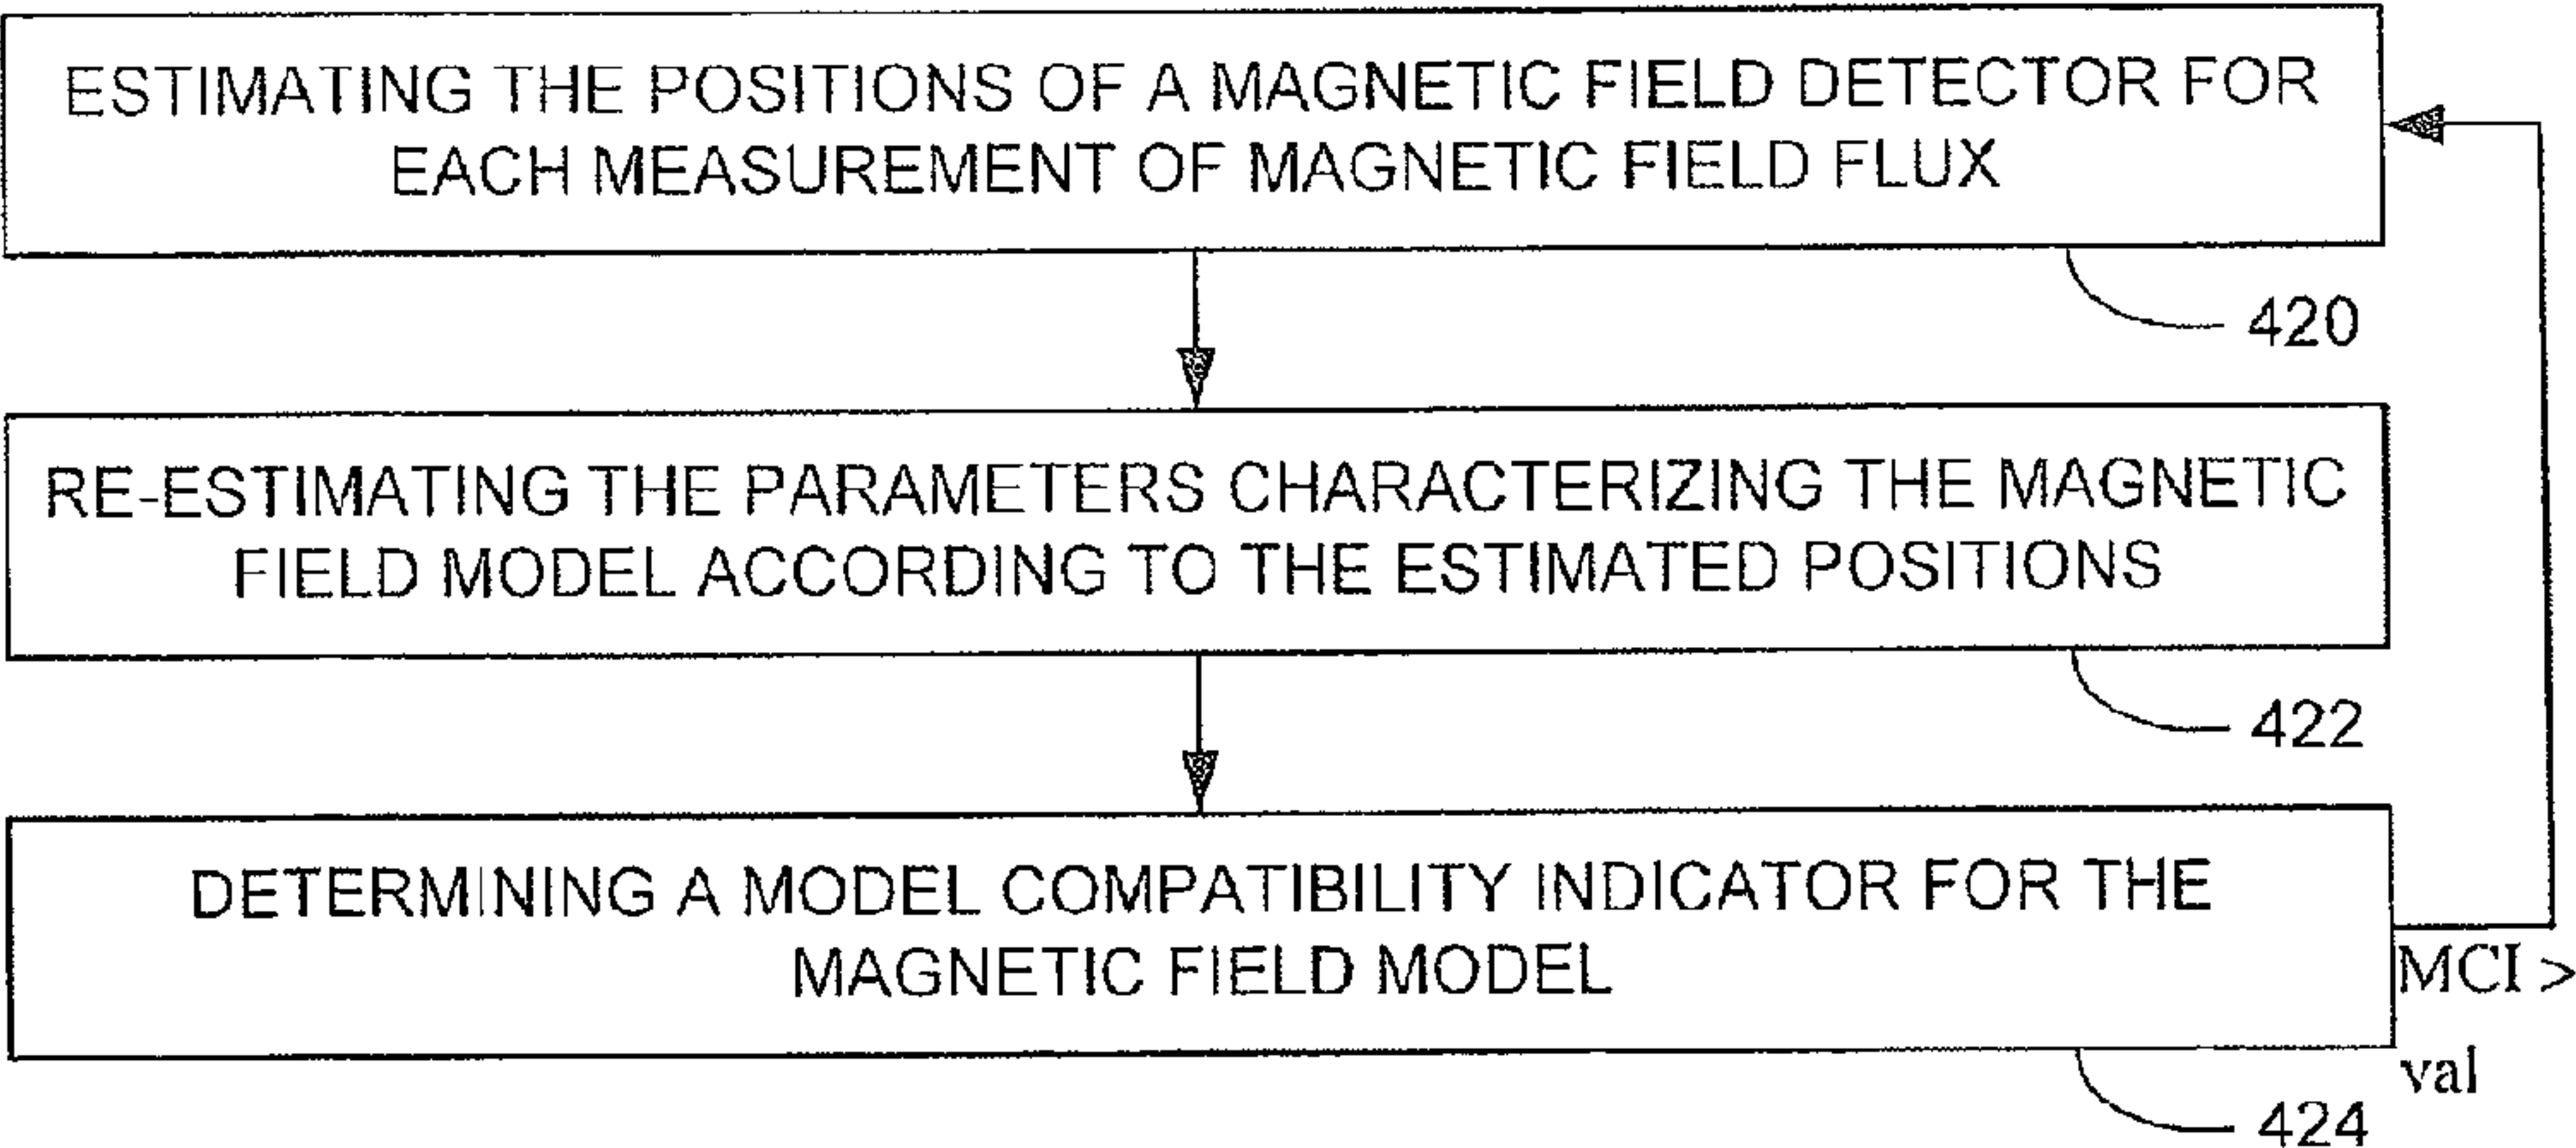 ESTIMATING THE POSITIONS OF A MAGNETIC FIELD DETECTOR FOR
EACH MEASUREMENT OF MAGNETIC FIELD FLUX
420
RE-ESTIMATING THE PARAMETERS CHARACTERIZING THE MAGNETIC
FIELD MODEL ACCORDING TO THE ESTIMATED POSITIONS
422
DETERMINING A MODEL COMPATIBILITY INDICATOR FOR THE
MAGNETIC FIELD MODEL
MCI >
val
424